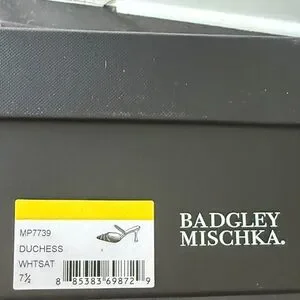 MP7739
DUCHESS
WHTSAT
7½
8 85383 69872 9
BADGLEY
MISCHKA.